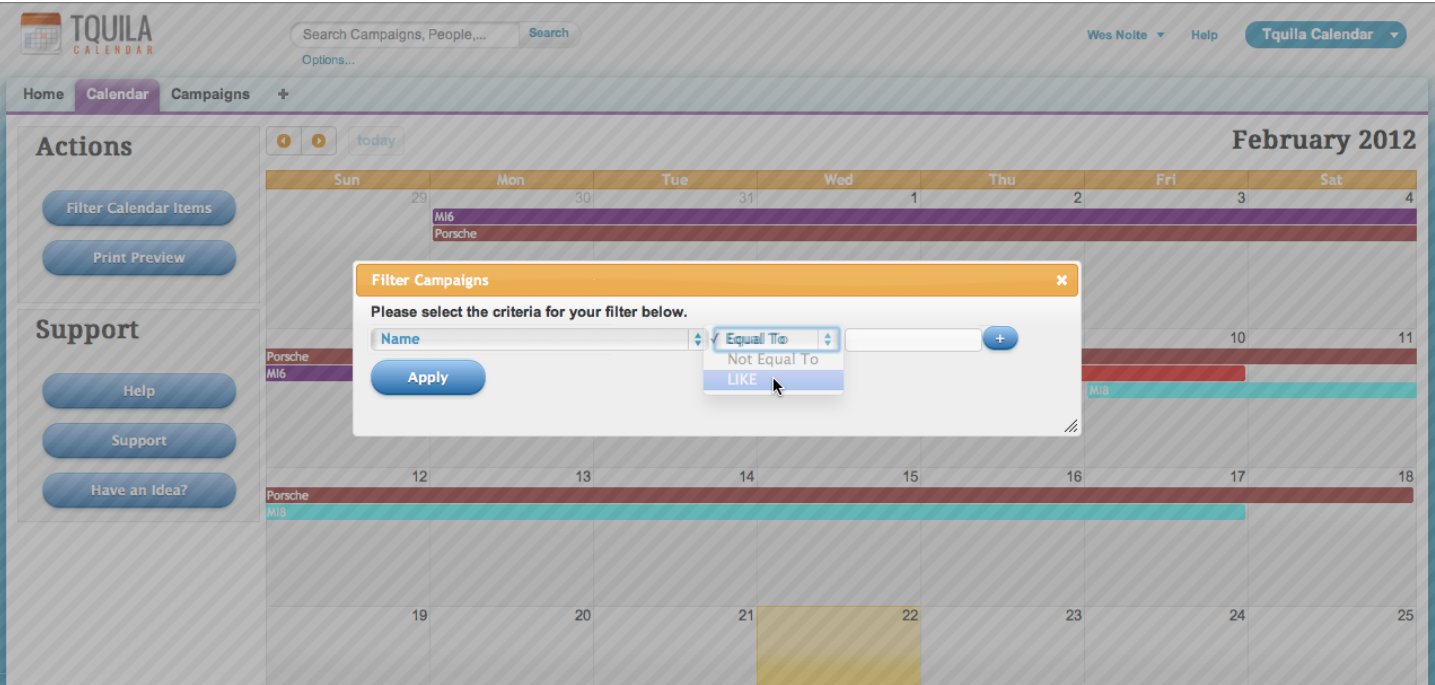 TQUILA
CALENDAR
Search Campaigns, People,...
Search
Options...
Wes Nolte
Help
Tquila Calendar
Home
Calendar
Campaigns
+
Actions
Filter Calendar Items
Print Preview
Support
Help
Support
Have an Idea?
today
February 2012
Sun Mon Tue Wed Thu Fri Sat
29 30 31 1 2 3 4
MI6
Porsche
Filter Campaigns
Please select the criteria for your filter below.
Name
✓ Equal To
Not Equal To
LIKE
+
Apply
10 11
Porsche
MI6
MI8
12 13 14 15 16 17 18
Porsche
MI8
19 20 21 22 23 24 25